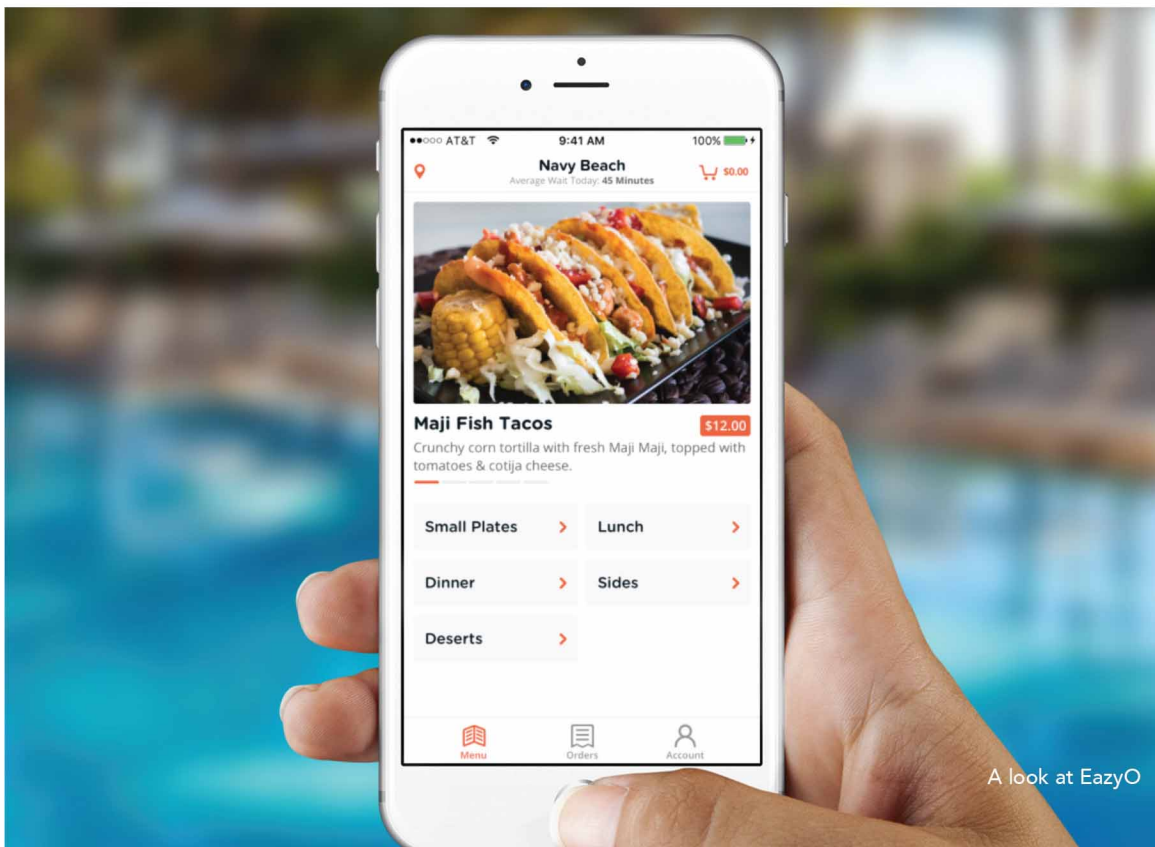 AT&T 9:41 AM 100%
Navy Beach
Average Wait Today: 45 Minutes
$0.00
Maji Fish Tacos $12.00
Crunchy corn tortilla with fresh Maji Maji, topped with
tomatoes & cotija cheese.
Small Plates Lunch
Dinner Sides
Deserts
Menu Orders Account
A look at EazyO